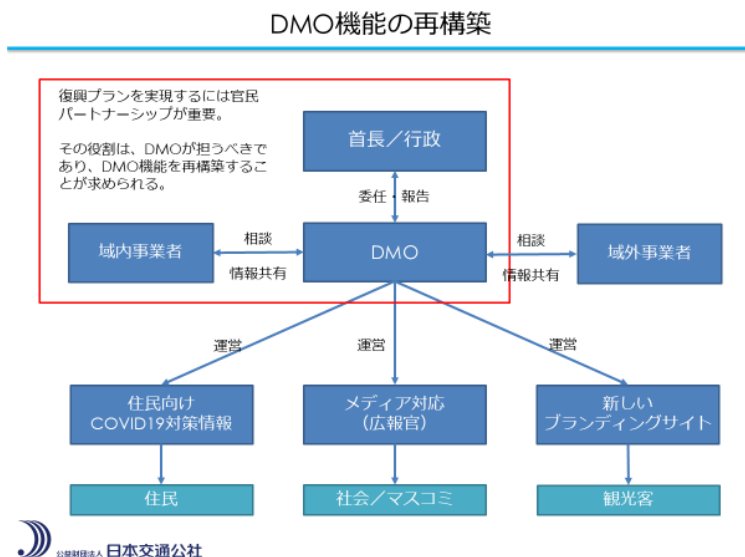 DMO機能の再構築
復興プランを実現するには官民
パートナーシップが重要。
その役割は、DMOが担うべきで
あり、DMO機能を再構築するこ
とが求められる。
首長／行政
委任・報告
域内事業者
相談
情報共有
DMO
相談
情報共有
域外事業者
運営
運営
運営
住民向け
COVID19対策情報
メディア対応
（広報官）
新しい
ブランディングサイト
住民
社会／マスコミ
観光客
公益財団法人 日本交通公社